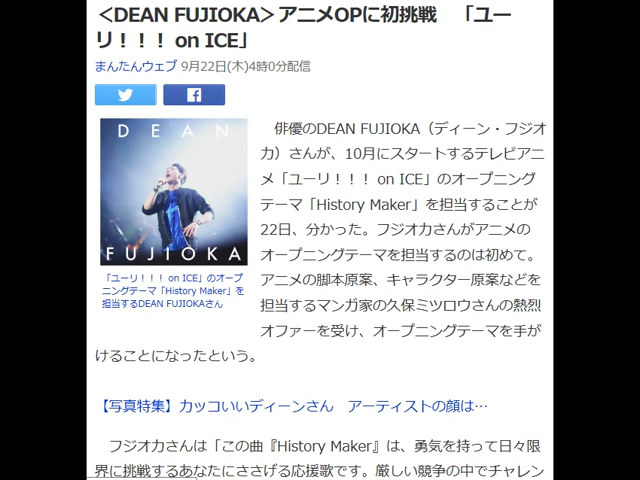 ＜DEAN FUJIOKA＞アニメOPに初挑戦　「ユー
リ！！！ on ICE」
まんたんウェブ 9月22日(木)4時0分配信
DEAN
FUJIOKA
「ユーリ！！！ on ICE」のオープ
ニングテーマ「History Maker」を
担当するDEAN FUJIOKAさん
俳優のDEAN FUJIOKA（ディーン・フジオ
カ）さんが、10月にスタートするテレビアニ
メ「ユーリ！！！ on ICE」のオープニング
テーマ「History Maker」を担当することが
22日、分かった。フジオカさんがアニメの
オープニングテーマを担当するのは初めて。
アニメの脚本原案、キャラクター原案などを
担当するマンガ家の久保ミツロウさんの熱烈
オファーを受け、オープニングテーマを手が
けることになったという。
【写真特集】カッコいいディーンさん　アーティストの顔は…
フジオカさんは「この曲『History Maker』は、勇気を持って日々限
界に挑戦するあなたにささげる応援歌です。厳しい競争の中でチャレン